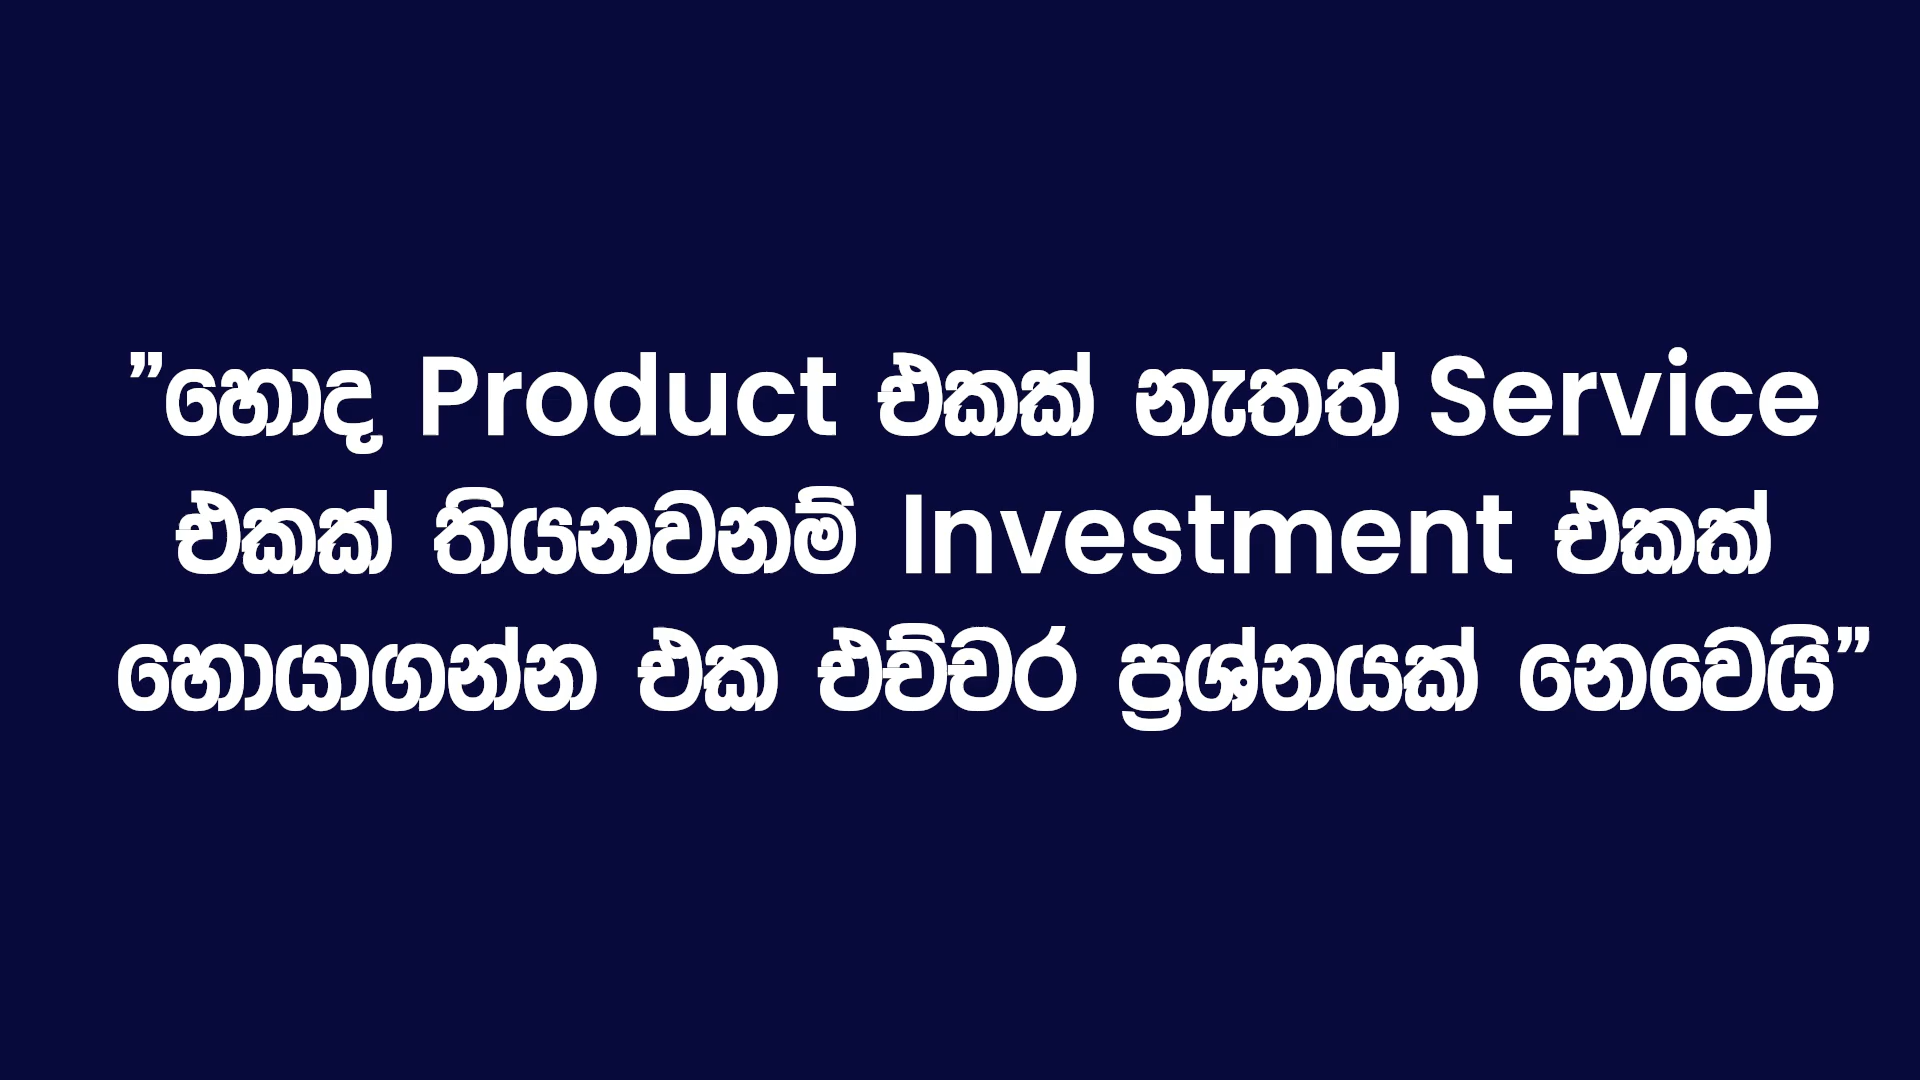 ”හොද Product එකක් නැතත් Service
එකක් තියනවනම් Investment එකක්
හොයාගන්න එක එච්චර ප්‍රශ්නයක් නෙවෙයි”